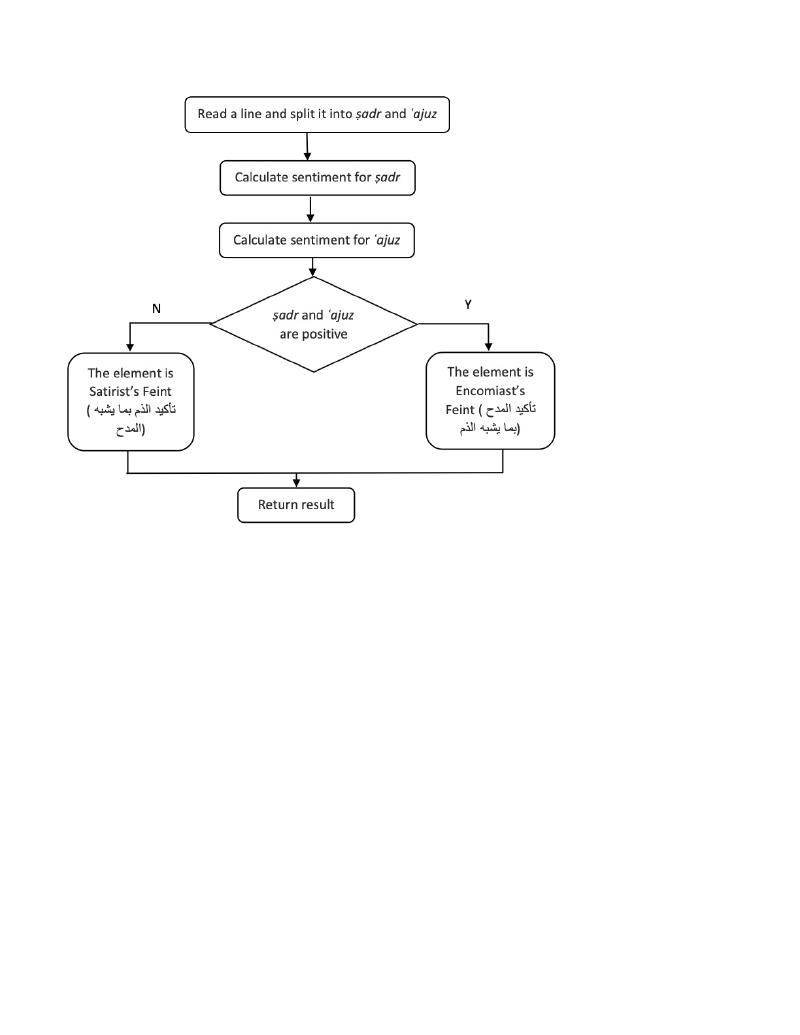 Read a line and split it into ṣadr and ʿajuz
Calculate sentiment for ṣadr
Calculate sentiment for ʿajuz
ṣadr and ʿajuz
are positive
N
Y
The element is
Satirist’s Feint
( تأكيد الذم بما يشبه
المدح)
The element is
Encomiast’s
Feint ( تأكيد المدح
بما يشبه الذم)
Return result